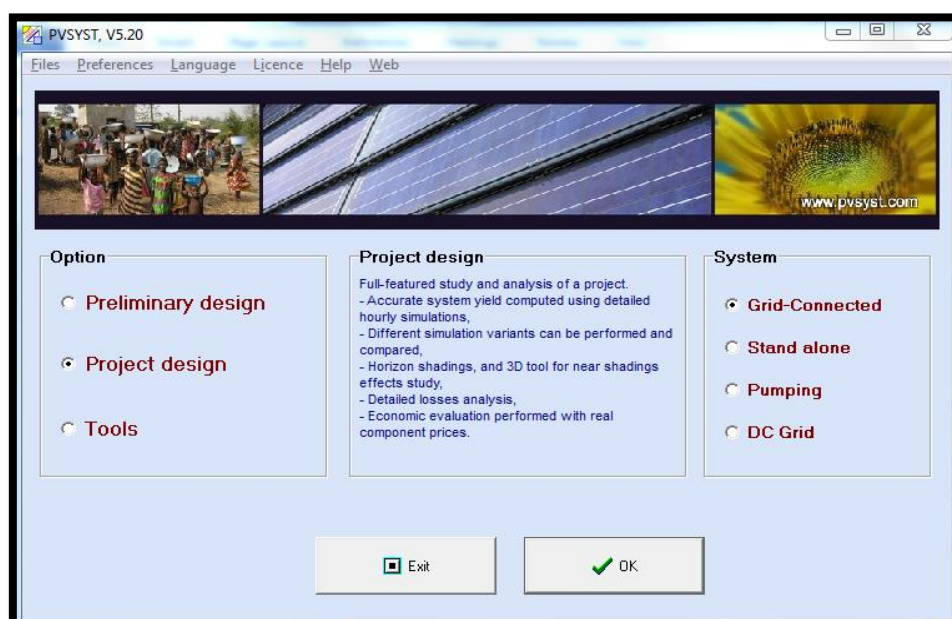 PVSYST, V5.20
Files Preferences Language Licence Help Web
www.pvsyst.com
Option
Preliminary design
Project design
Tools
Project design
Full-featured study and analysis of a project.
- Accurate system yield computed using detailed
hourly simulations,
- Different simulation variants can be performed and
compared,
- Horizon shadings, and 3D tool for near shadings
effects study,
- Detailed losses analysis,
- Economic evaluation performed with real
component prices.
System
Grid-Connected
Stand alone
Pumping
DC Grid
Exit
OK